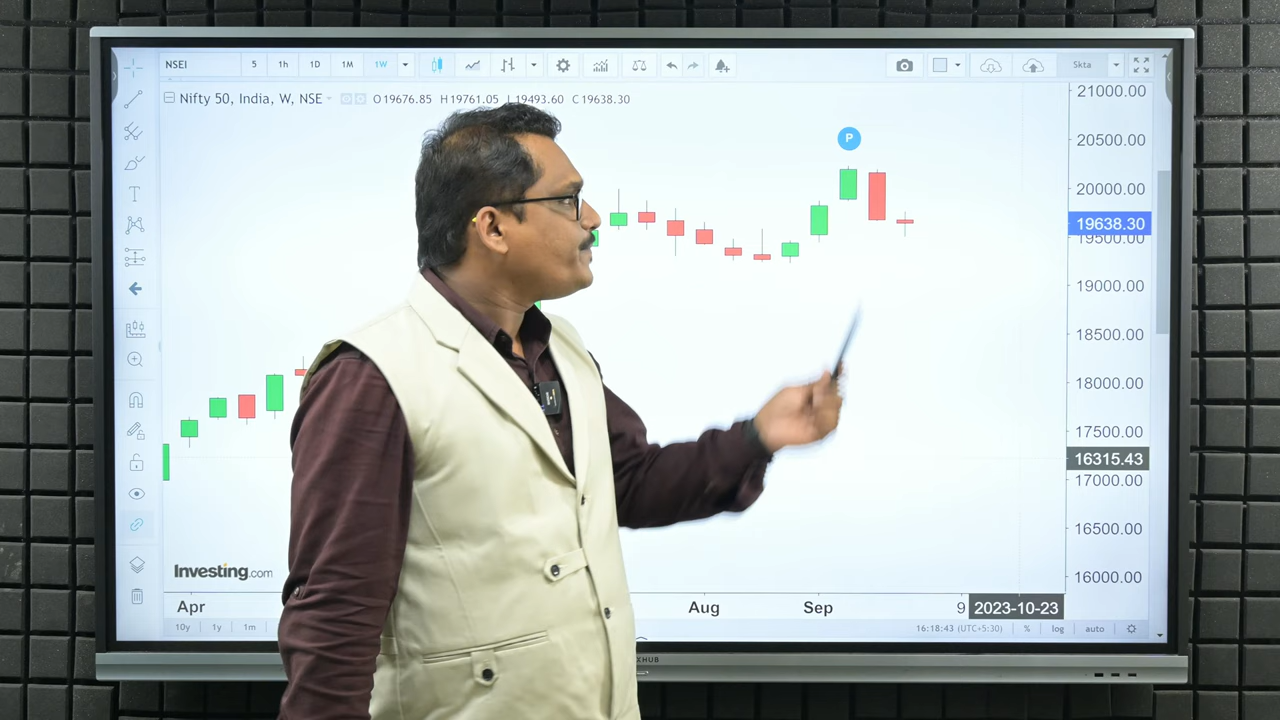 NSEI 5 1h 1D 1M 1W Skta
Nifty 50, India, W, NSE O19676.85 H19761.05 L19493.60 C19638.30
P
21000.00
20500.00
20000.00
19638.30
19500.00
19000.00
18500.00
18000.00
17500.00
16315.43
17000.00
16500.00
16000.00
T
Investing.com
Apr Aug Sep 9 2023-10-23
10y 1y 1m 16:18:43 (UTC+5:30) % log auto
XHUB